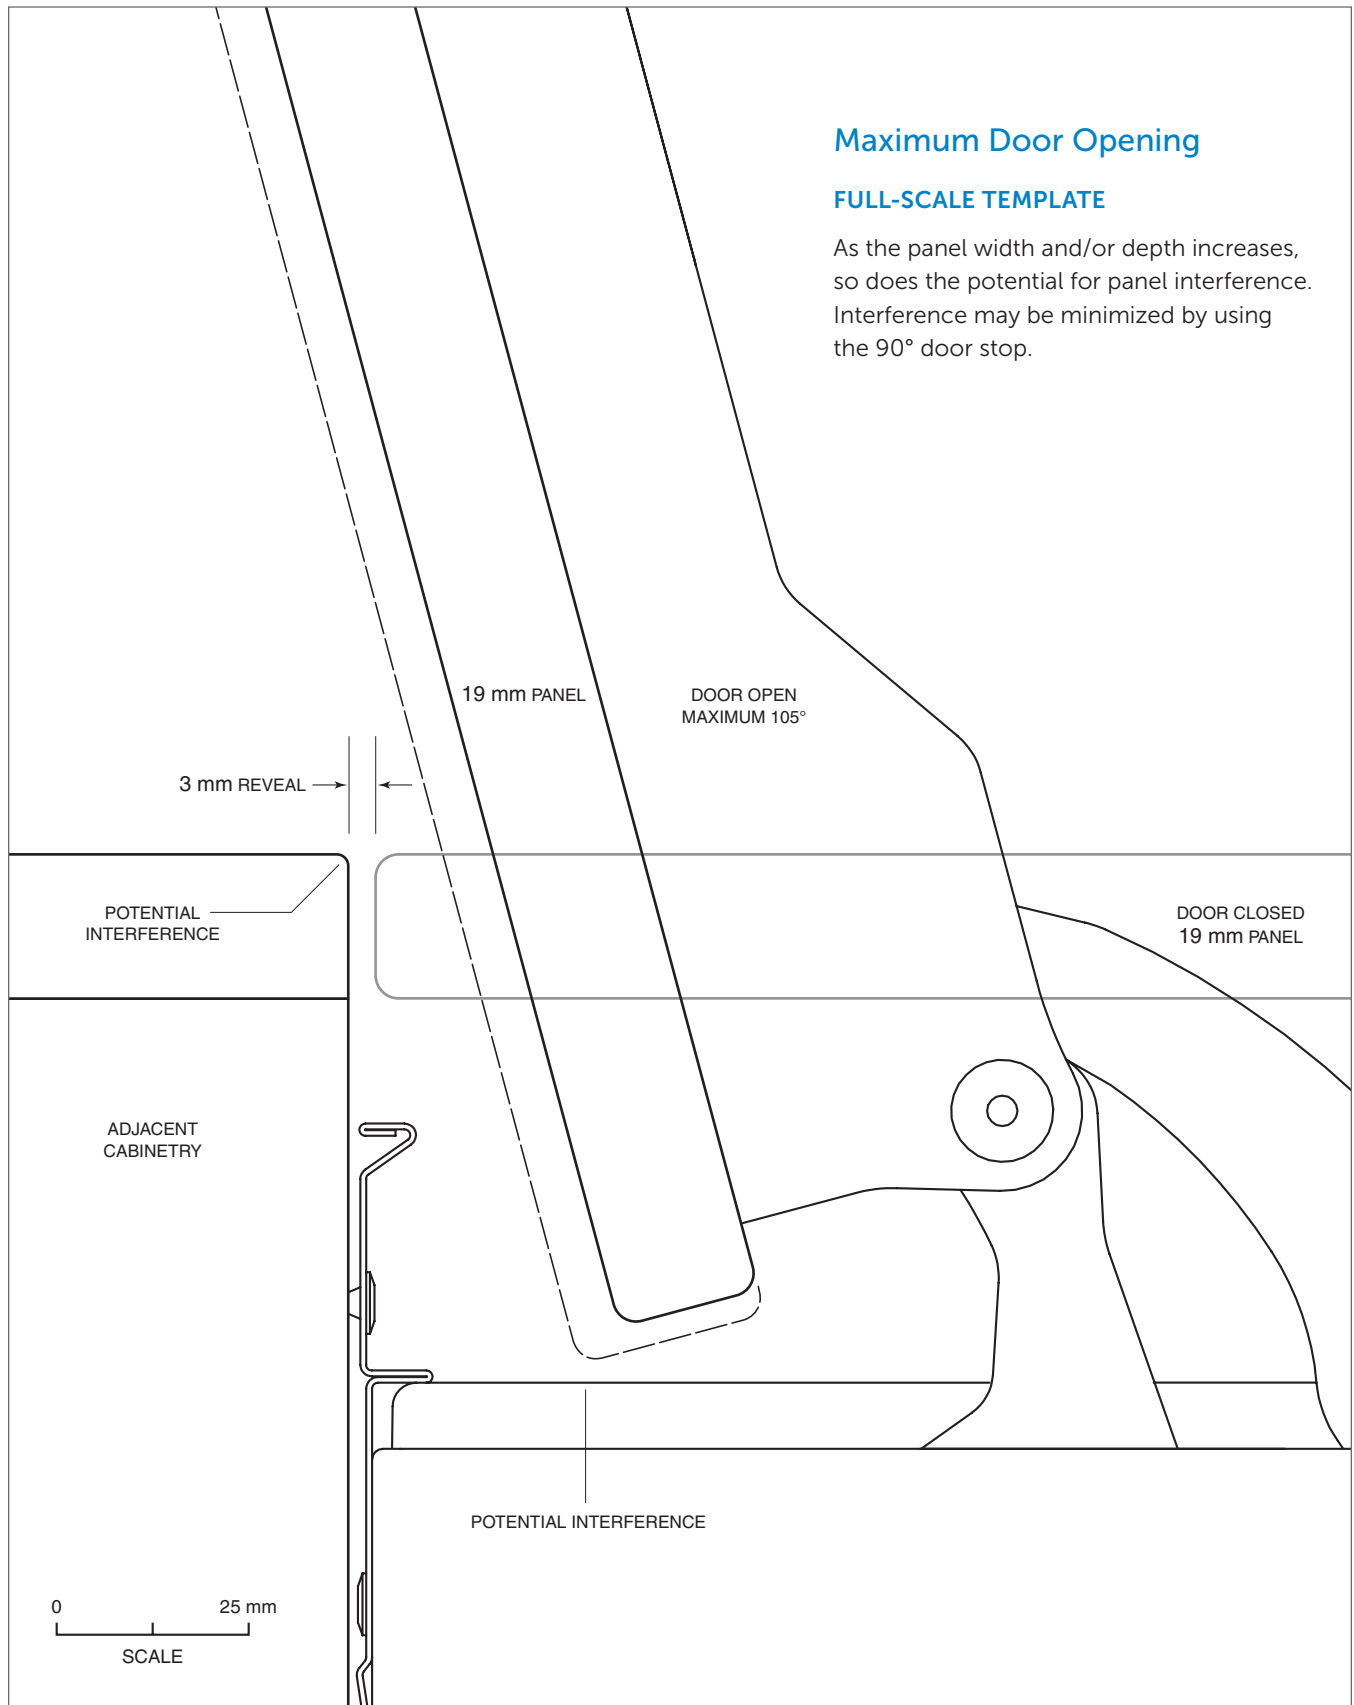 Maximum Door Opening
FULL-SCALE TEMPLATE
As the panel width and/or depth increases,
so does the potential for panel interference.
Interference may be minimized by using
the 90° door stop.
19 mm PANEL
DOOR OPEN
MAXIMUM 105°
3 mm REVEAL
POTENTIAL
INTERFERENCE
DOOR CLOSED
19 mm PANEL
ADJACENT
CABINETRY
POTENTIAL INTERFERENCE
0 25 mm
SCALE